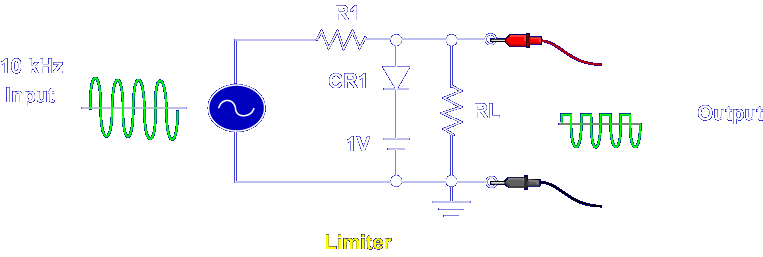 R1
10 kHz
Input
CR1
1V
RL
Output
Limiter